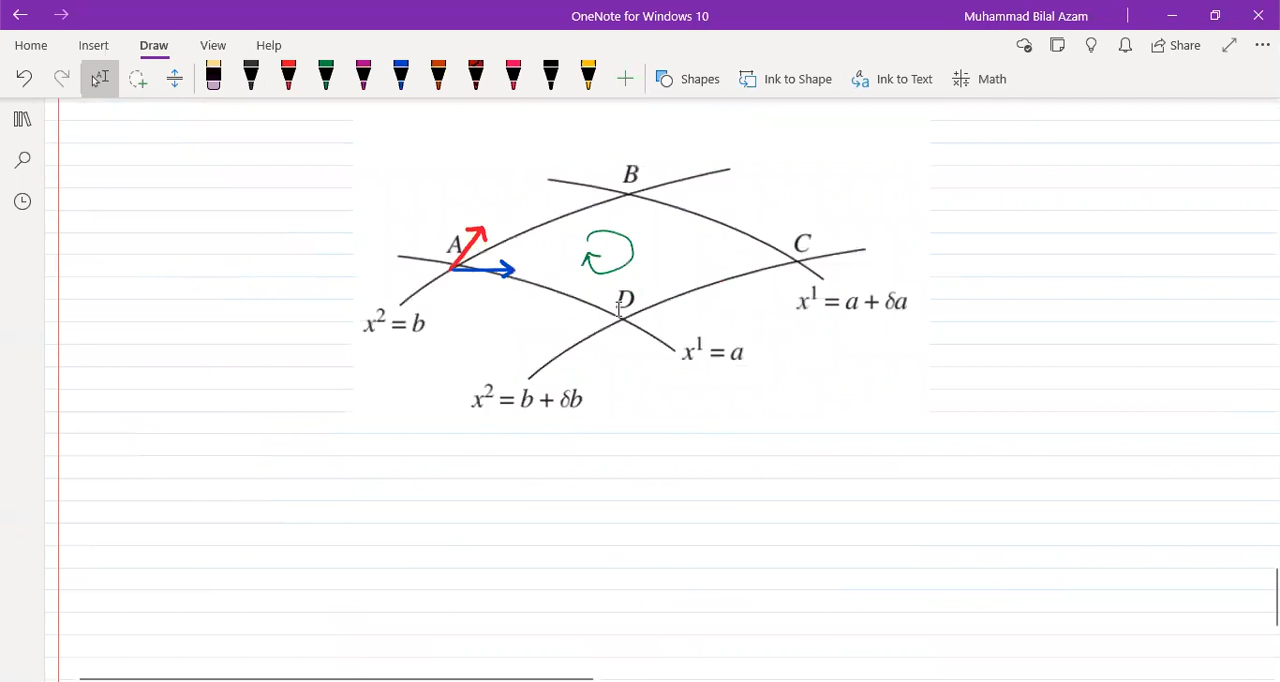 OneNote for Windows 10
Muhammad Bilal Azam
Home Insert Draw View Help
Share
Shapes Ink to Shape Ink to Text Math
B
A
C
D
x² = b
x¹ = a + δa
x¹ = a
x² = b + δb